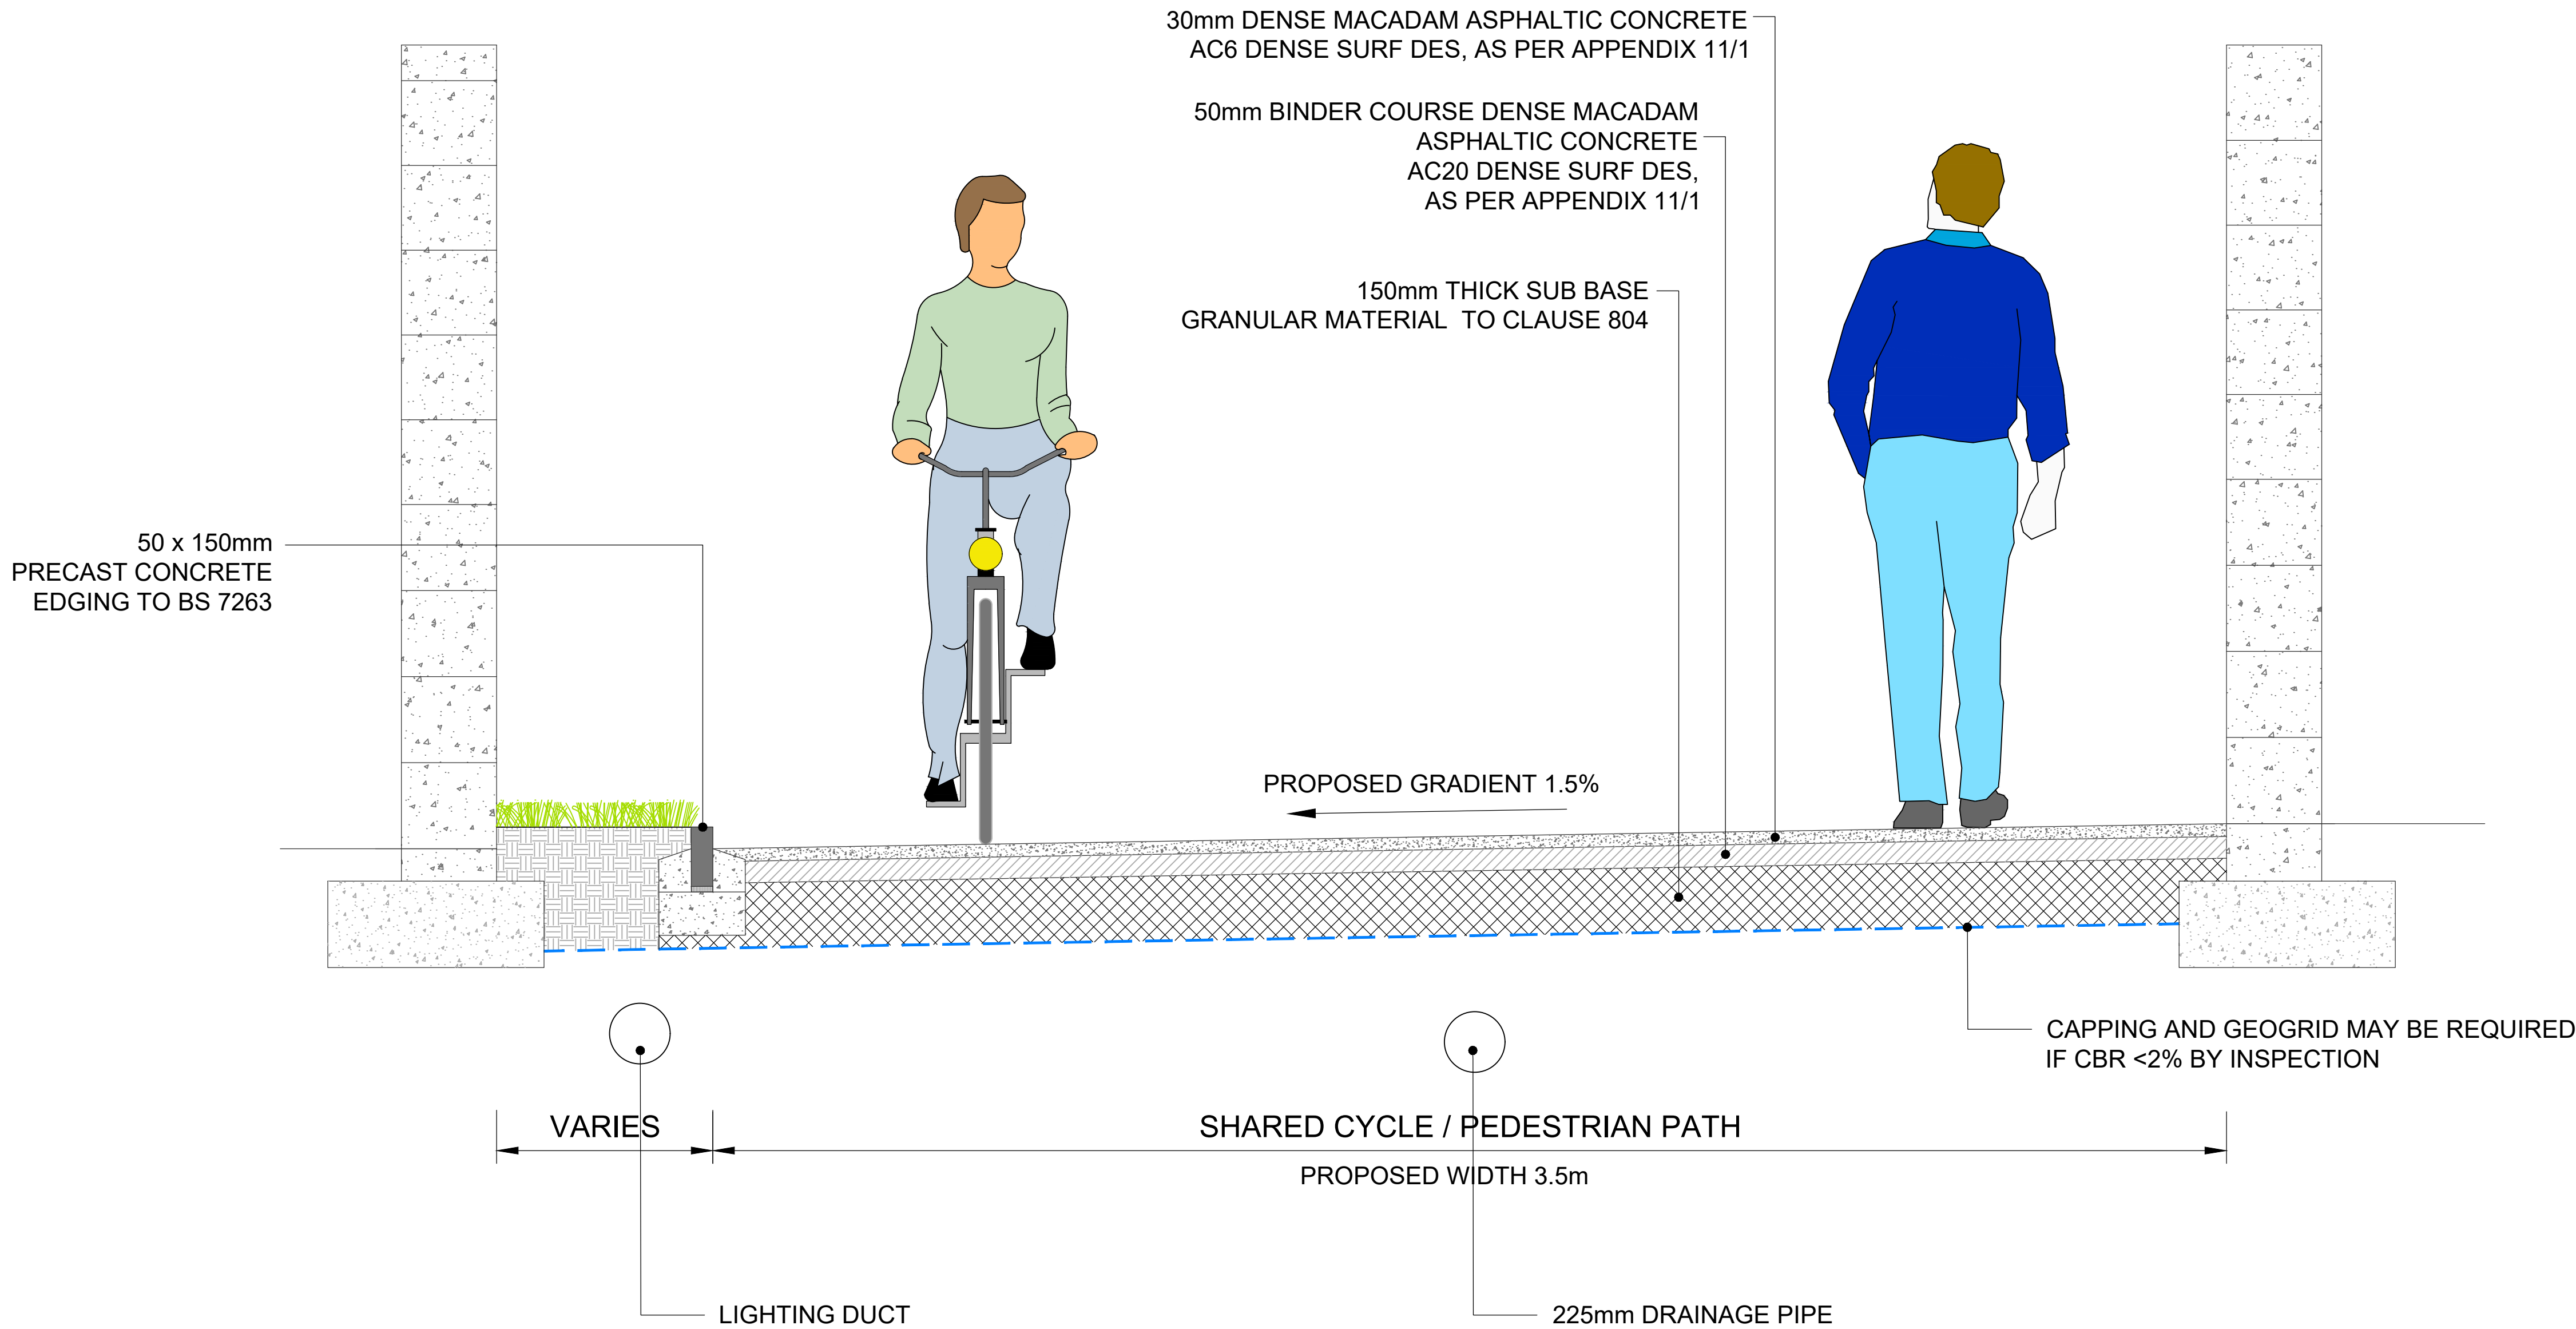 30mm DENSE MACADAM ASPHALTIC CONCRETE
AC6 DENSE SURF DES, AS PER APPENDIX 11/1
50mm BINDER COURSE DENSE MACADAM
ASPHALTIC CONCRETE
AC20 DENSE SURF DES,
AS PER APPENDIX 11/1
150mm THICK SUB BASE
GRANULAR MATERIAL TO CLAUSE 804
50 x 150mm
PRECAST CONCRETE
EDGING TO BS 7263
PROPOSED GRADIENT 1.5%
CAPPING AND GEOGRID MAY BE REQUIRED
IF CBR <2% BY INSPECTION
VARIES
SHARED CYCLE / PEDESTRIAN PATH
PROPOSED WIDTH 3.5m
LIGHTING DUCT
225mm DRAINAGE PIPE